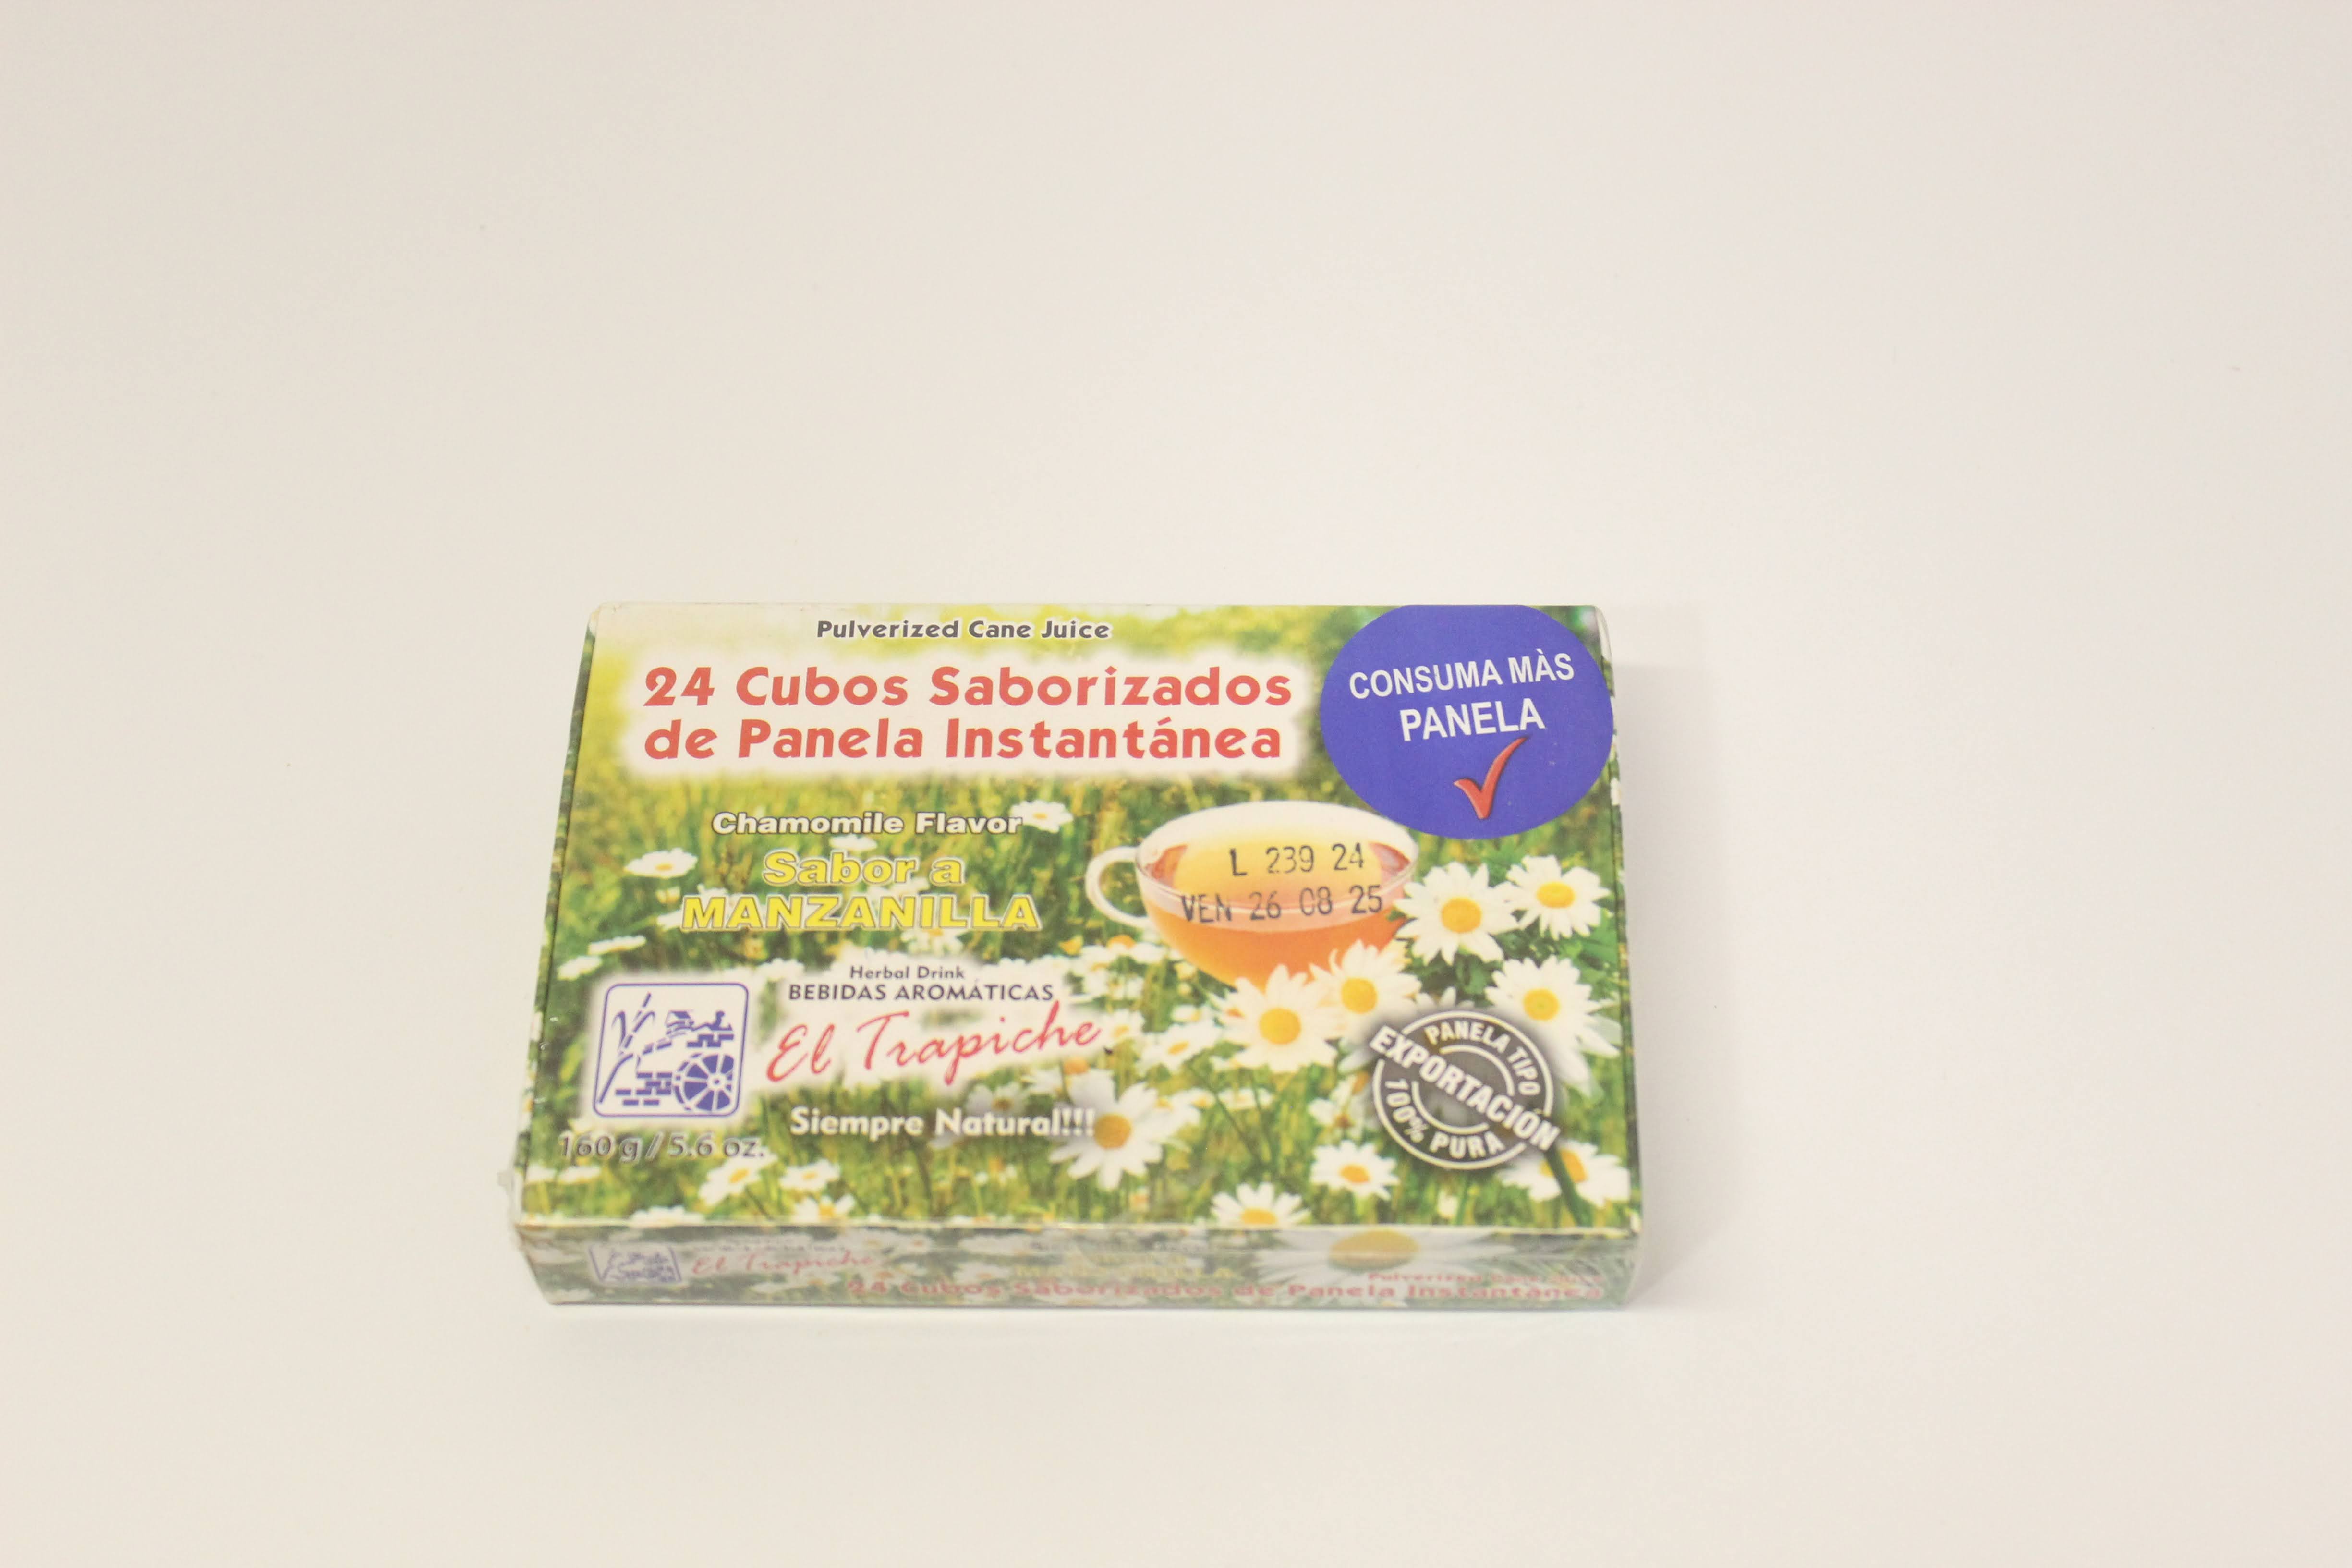 Pulverized Cane Juice
24 Cubos Saborizados
de Panela Instantánea
CONSUMA MÀS
PANELA
Chamomile Flavor
Sabor a
MANZANILLA
L 239 24
VEN 26 08 25
Herbal Drink
BEBIDAS AROMÁTICAS
El Trapiche
Siempre Natural!!!
160 g / 5.6 oz.
PANELA TIPO
EXPORTACIÓN
100% PURA
El Trapiche
Pulverized Cane Juice
24 Cubos Saborizados de Panela Instantánea